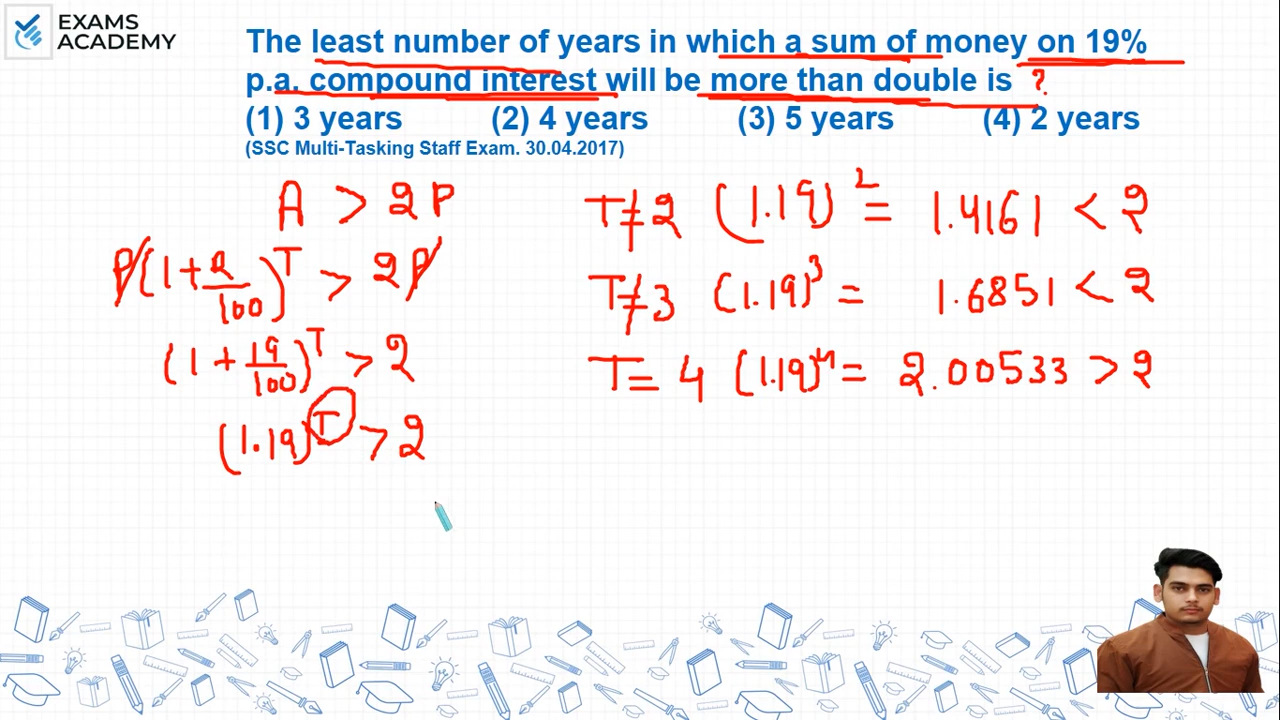 EXAMS
ACADEMY
The least number of years in which a sum of money on 19%
p.a. compound interest will be more than double is ?
(1) 3 years (2) 4 years (3) 5 years (4) 2 years
(SSC Multi-Tasking Staff Exam. 30.04.2017)
A > 2P
P(1+R/100)^T > 2P
(1+19/100)^T > 2
(1.19)^T > 2
T≠2 (1.19)^2 = 1.4161 < 2
T≠3 (1.19)^3 = 1.6851 < 2
T=4 (1.19)^4 = 2.00533 > 2